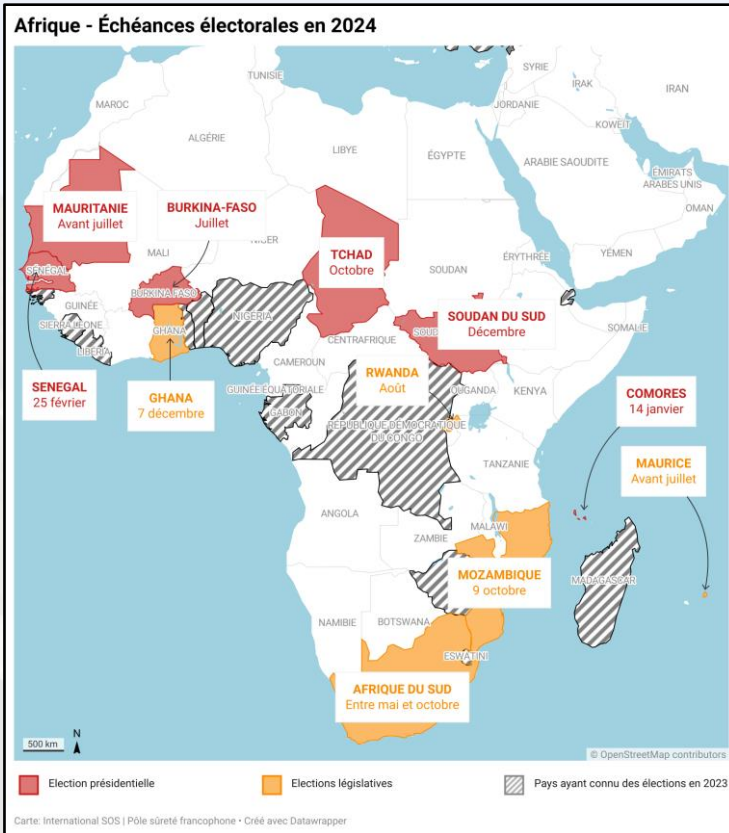 Afrique - Échéances électorales en 2024
SYRIE
TUNISIE
IRAK
IRAN
MAROC
JORDANIE
KOWEIT
ALGÉRIE
LIBYE
ÉGYPTE
ARABIE SAOUDITE
ÉMIRATS
ARABES UNIS
OMAN
MAURITANIE
Avant juillet
BURKINA-FASO
Juillet
MALI
NIGER
TCHAD
Octobre
SOUDAN
ÉRYTHRÉE
YÉMEN
SÉNÉGAL
BURKINA FASO
GUINÉE
NIGERIA
SOUDAN DU SUD
Décembre
SIERRA LEONE
GHANA
LIBÉRIA
CENTRAFRIQUE
SOMALIE
CAMEROUN
RWANDA
Août
SENEGAL
25 février
GHANA
7 décembre
GUINÉE ÉQUATORIALE
GABON
OUGANDA
KENYA
RÉPUBLIQUE DÉMOCRATIQUE
DU CONGO
COMORES
14 janvier
TANZANIE
MAURICE
Avant juillet
ANGOLA
ZAMBIE
MALAWI
MOZAMBIQUE
9 octobre
MADAGASCAR
NAMIBIE
BOTSWANA
ESWATINI
AFRIQUE DU SUD
Entre mai et octobre
N
500 km
© OpenStreetMap contributors
Election présidentielle
Elections législatives
Pays ayant connu des élections en 2023
Carte: International SOS | Pôle sûreté francophone • Créé avec Datawrapper